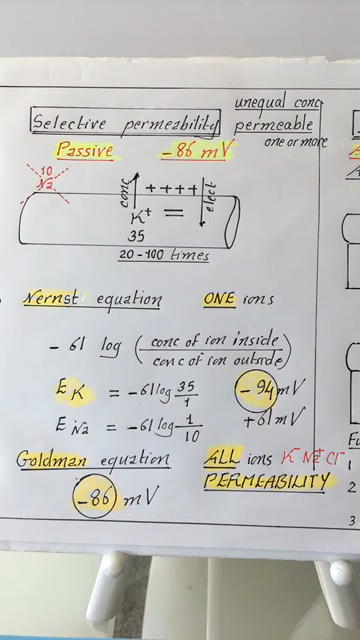 unequal conc
Selective permeability permeable
one or more
Passive -86 mV
10
Na
conc ++++ elect
K+ =
35
20-100 times
Nernst equation ONE ions
- 61 log (conc of ion inside / conc of ion outside)
E K = -61 log 35/1 -94 mV
E Na = -61 log 1/10 +61 mV
Goldman equation ALL ions K- Na+ Cl-
-86 mV PERMEABILITY
1
2
3